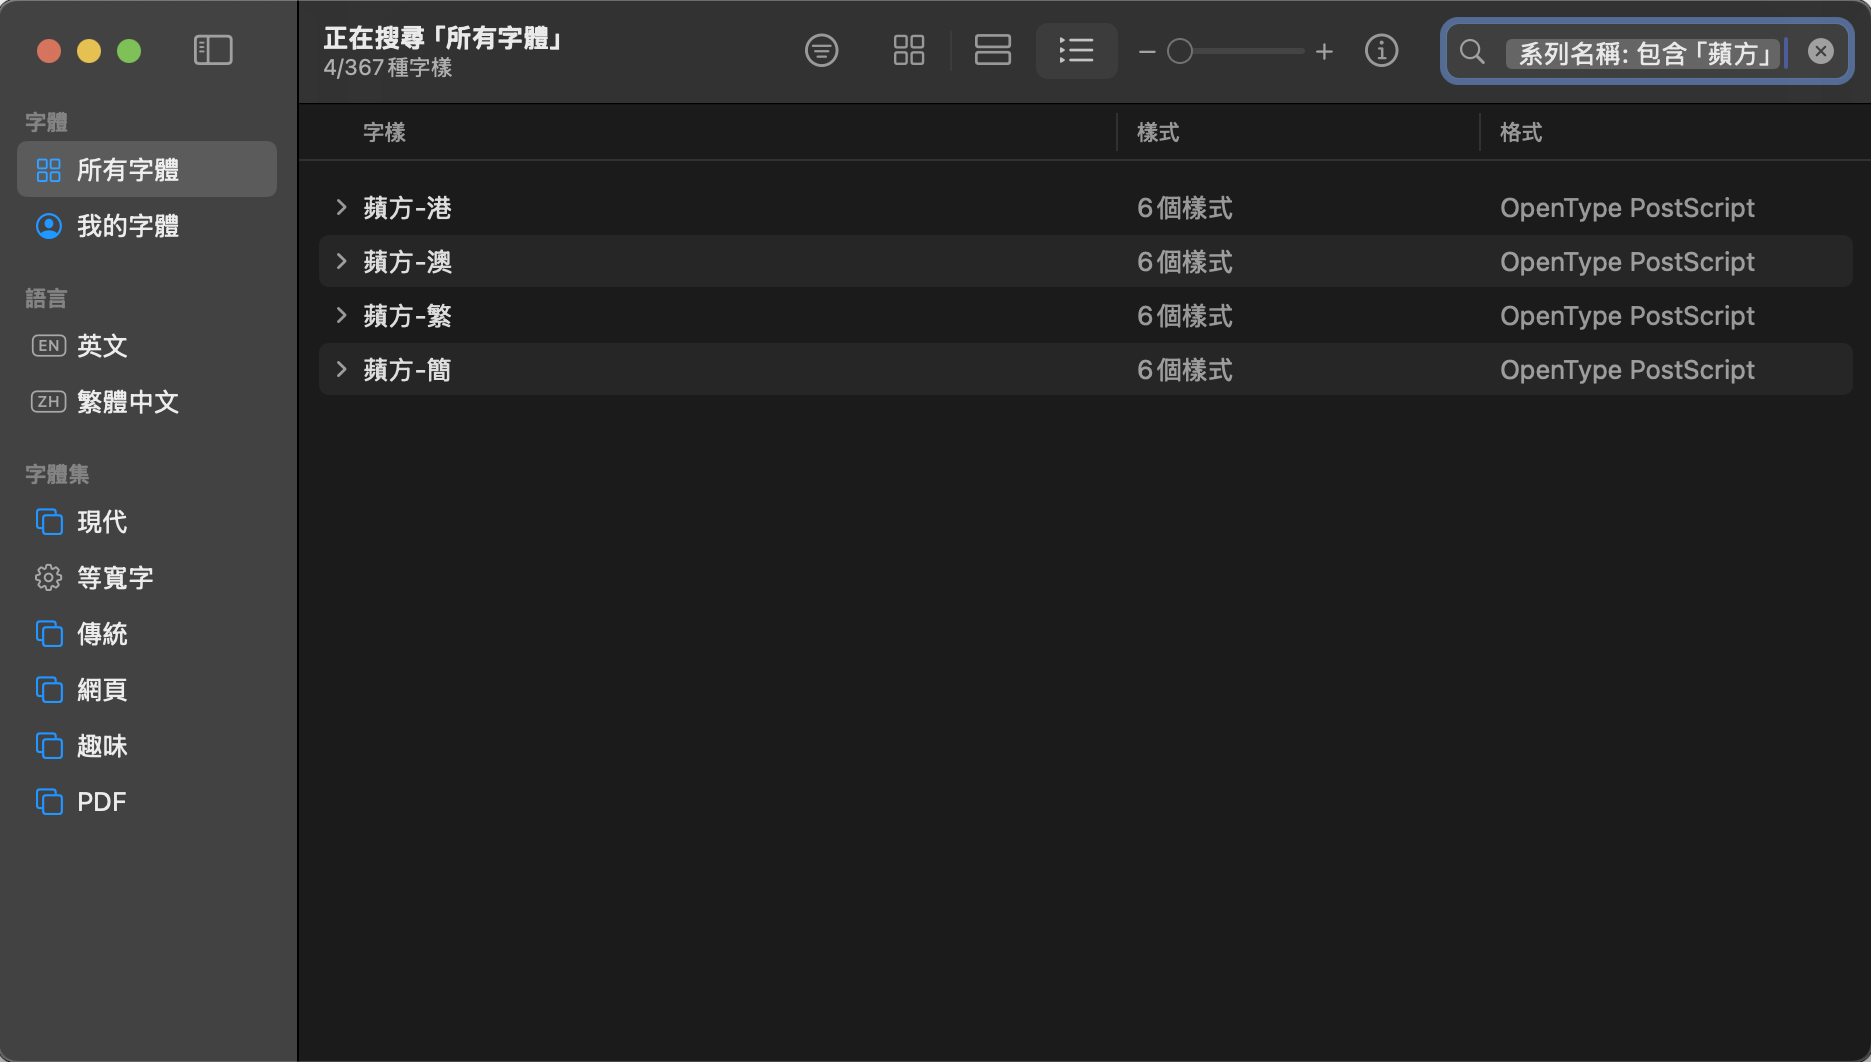 正在搜尋「所有字體」
4/367 種字樣
系列名稱: 包含「蘋方」
字體
所有字體
我的字體
語言
EN 英文
ZH 繁體中文
字體集
現代
等寬字
傳統
網頁
趣味
PDF
字樣 樣式 格式
蘋方-港 6 個樣式 OpenType PostScript
蘋方-澳 6 個樣式 OpenType PostScript
蘋方-繁 6 個樣式 OpenType PostScript
蘋方-簡 6 個樣式 OpenType PostScript